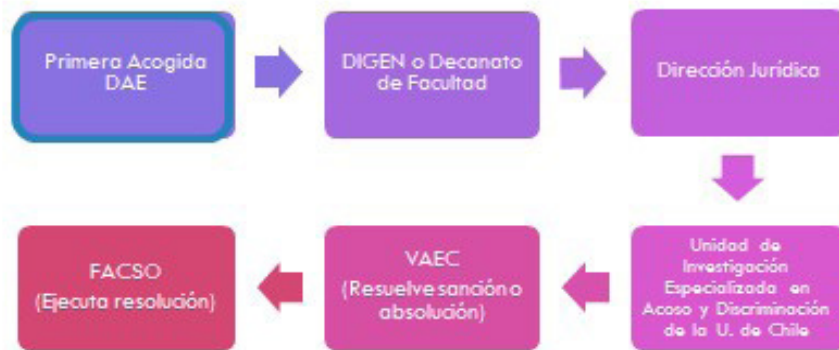 Primera Acogida
DAE
DIGEN o Decanato
de Facultad
Dirección Jurídica
Unidad de
Investigación
Especializada en
Acoso y Discriminación
de la U. de Chile
VAEC
(Resuelve sanción o
absolución)
FACSO
(Ejecuta resolución)